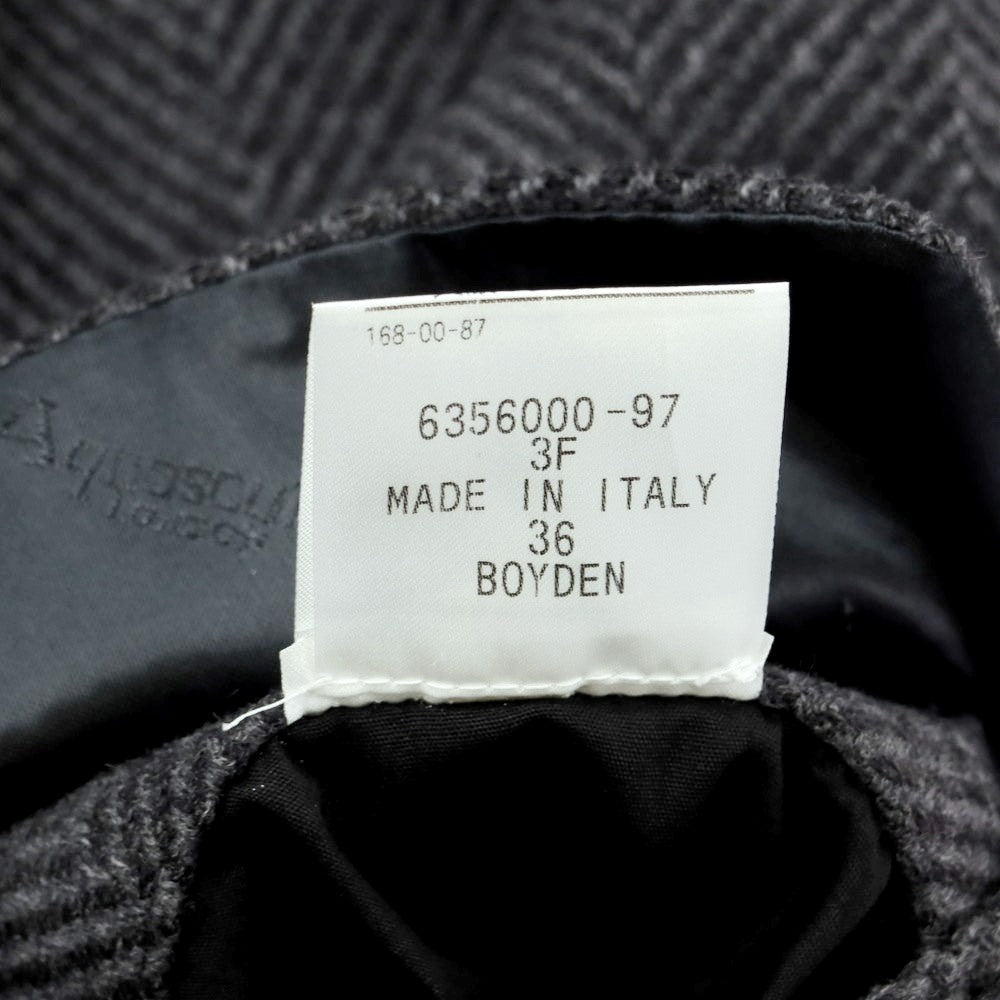 168-00-87
6356000-97
3F
MADE IN ITALY
36
BOYDEN